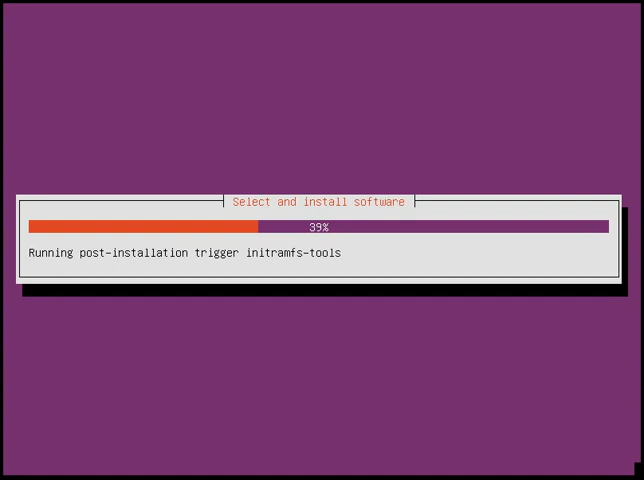 Select and install software
39%
Running post-installation trigger initramfs-tools